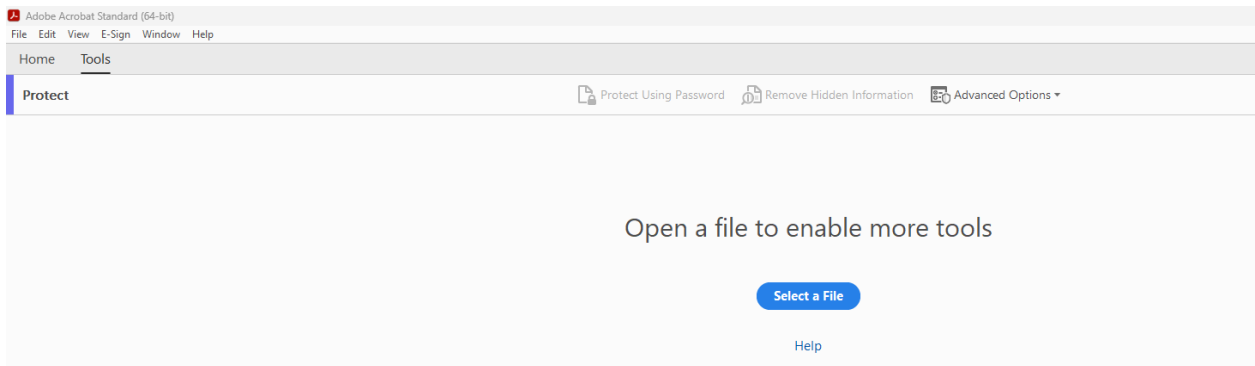 Adobe Acrobat Standard (64-bit)
File Edit View E-Sign Window Help
Home Tools
Protect Protect Using Password Remove Hidden Information Advanced Options
Open a file to enable more tools
Select a File
Help